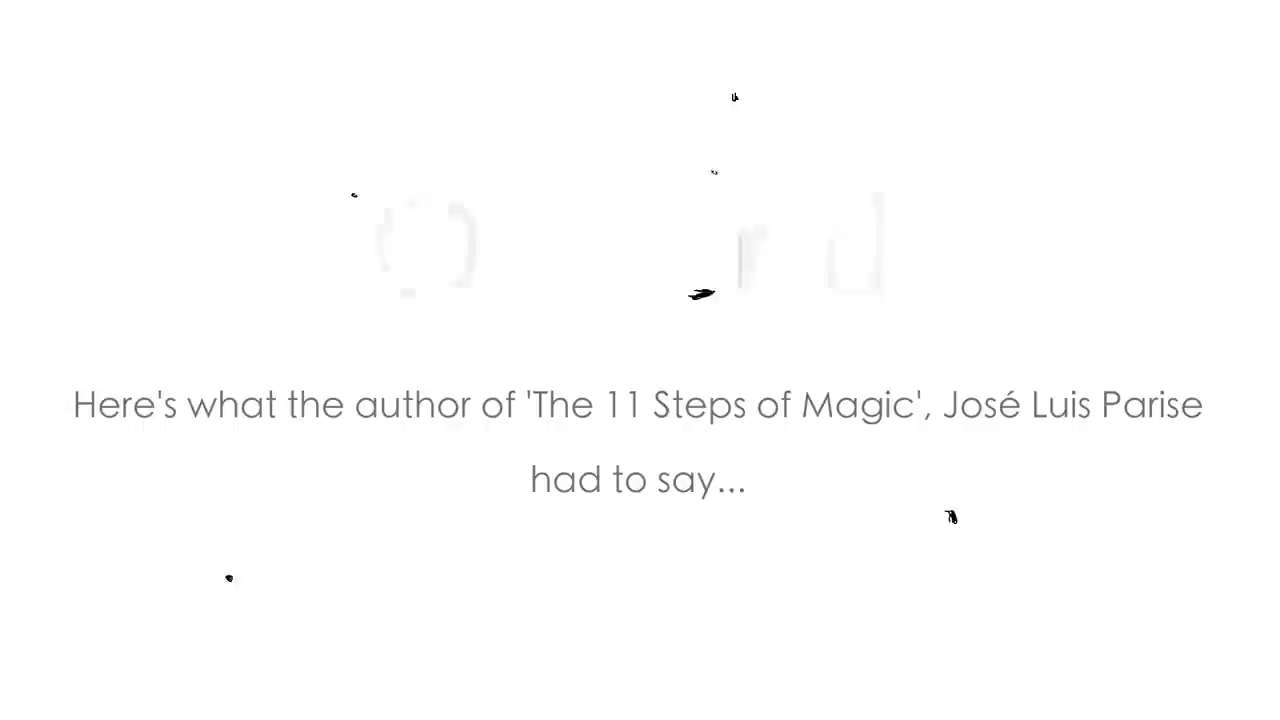 Here's what the author of 'The 11 Steps of Magic', José Luis Parise
had to say...